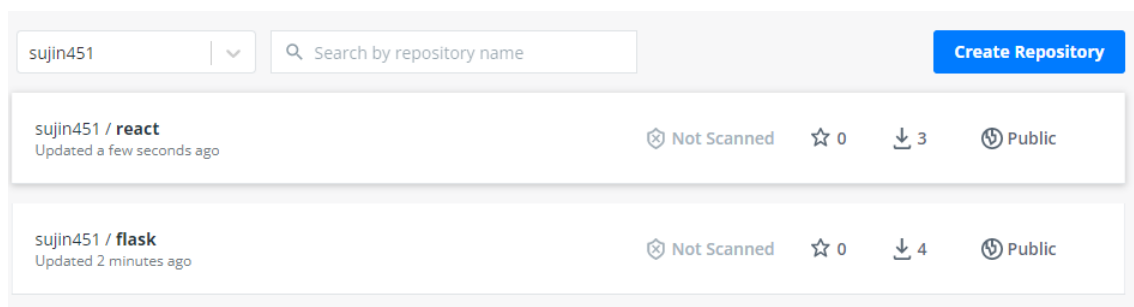 sujin451
Search by repository name
Create Repository
sujin451 / react
Updated a few seconds ago
Not Scanned
0
3
Public
sujin451 / flask
Updated 2 minutes ago
Not Scanned
0
4
Public